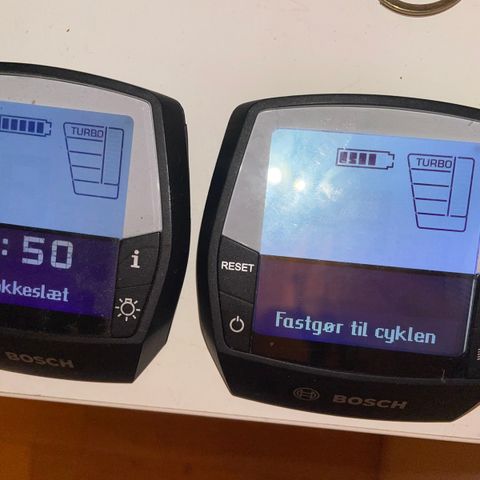 TURBO
: 50
kkeslæt
i
BOSCH
TURBO
RESET
Fastgør til cyklen
BOSCH